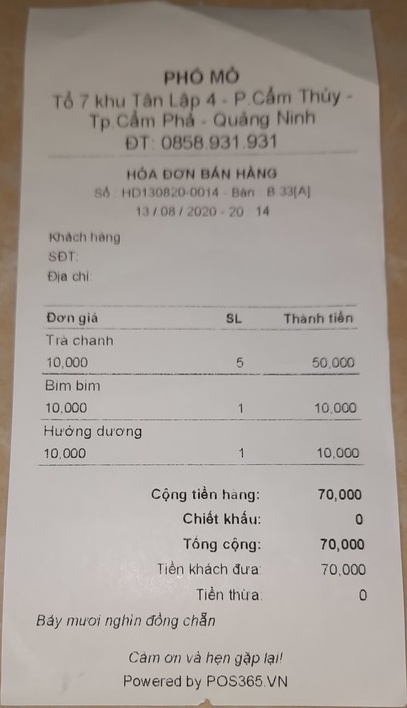 PHÔ MÔ
Tổ 7 khu Tân Lập 4 - P.Cẩm Thủy -
Tp.Cẩm Phả - Quảng Ninh
ĐT: 0858.931.931
HÓA ĐƠN BÁN HÀNG
Số : HD130820-0014 - Bàn : B.33[A]
13 / 08 / 2020 - 20 : 14
Khách hàng
SĐT:
Địa chỉ:
Đơn giá SL Thành tiền
Trà chanh
10,000 5 50,000
Bim bim
10,000 1 10,000
Hướng dương
10,000 1 10,000
Cộng tiền hàng: 70,000
Chiết khấu: 0
Tổng cộng: 70,000
Tiền khách đưa: 70,000
Tiền thừa: 0
Bảy mươi nghìn đồng chẵn
Cảm ơn và hẹn gặp lại!
Powered by POS365.VN